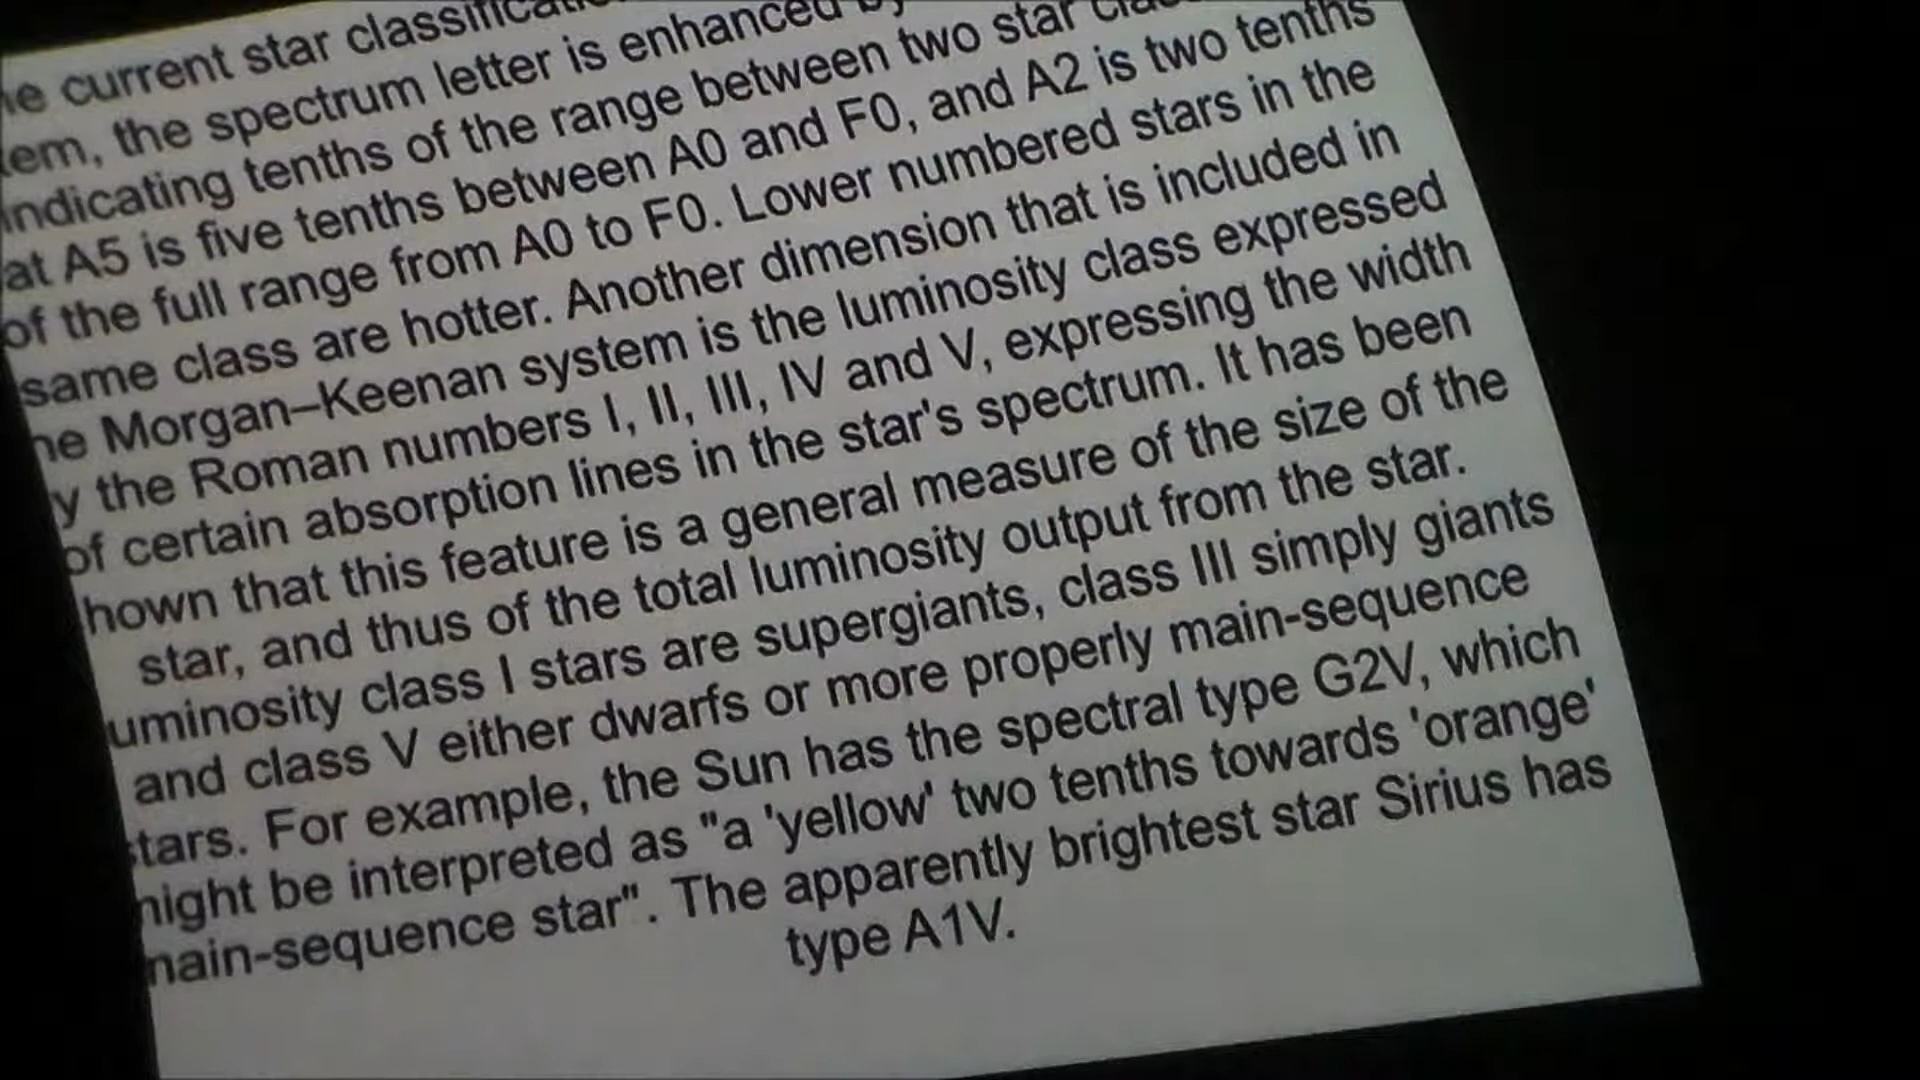 current star
the spectrum letter is enhanced
indicating tenths of the range between two star
at A5 is five tenths between A0 and F0, and A2 is two tenths
of the full range from A0 to F0. Lower numbered stars in the
same class are hotter. Another dimension that is included in
Morgan–Keenan system is the luminosity class expressed
y the Roman numbers I, II, III, IV and V, expressing the width
of certain absorption lines in the star's spectrum. It has been
hown that this feature is a general measure of the size of the
star, and thus of the total luminosity output from the star.
uminosity class I stars are supergiants, class III simply giants
and class V either dwarfs or more properly main-sequence
tars. For example, the Sun has the spectral type G2V, which
ight be interpreted as "a 'yellow' two tenths towards 'orange'
ain-sequence star". The apparently brightest star Sirius has
type A1V.